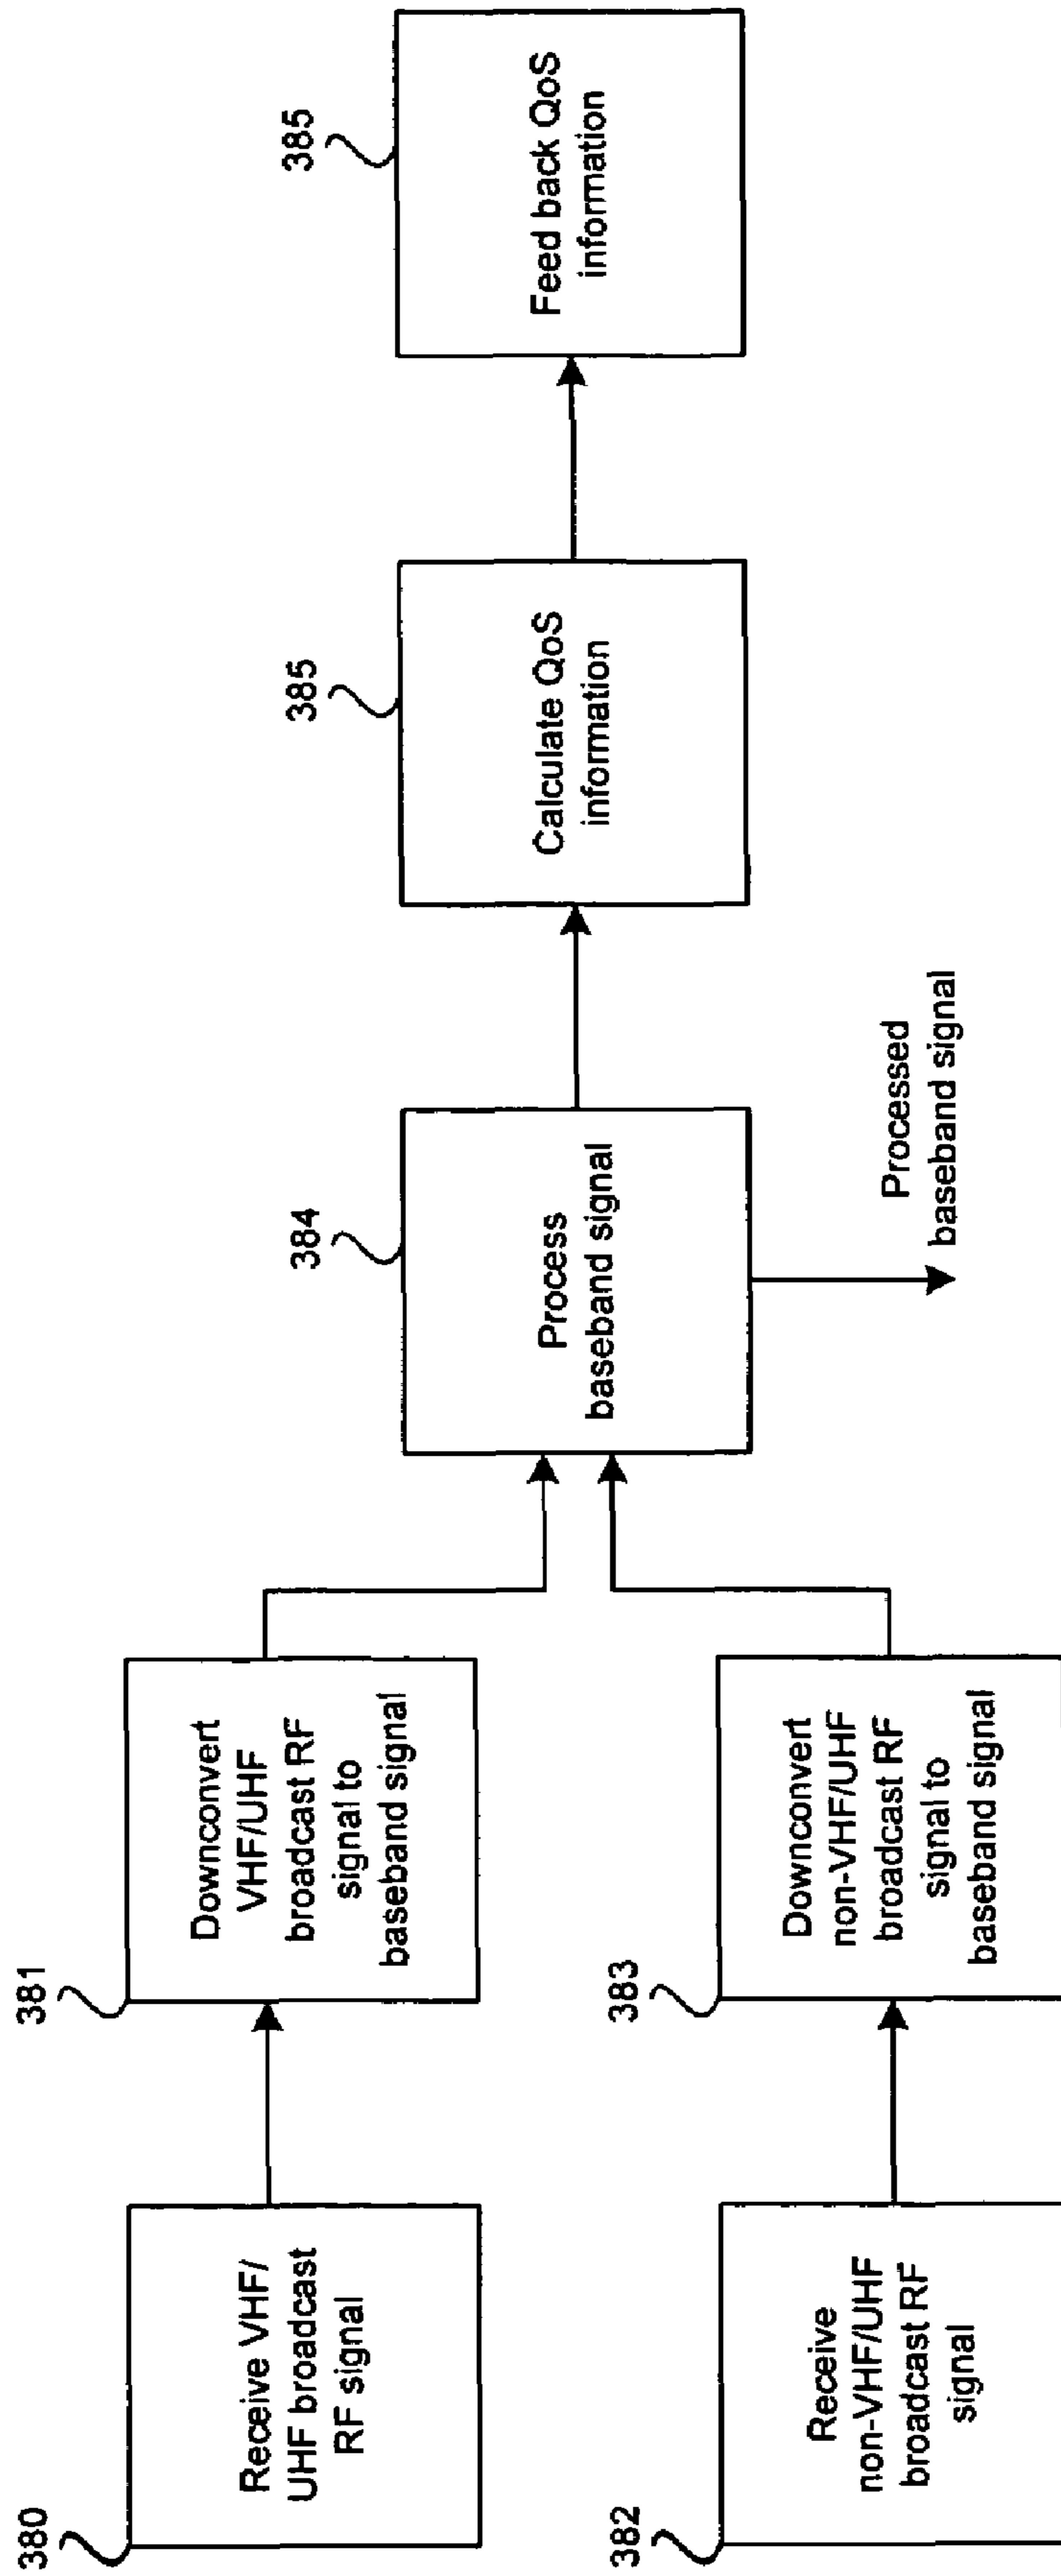 380
Receive VHF/
UHF broadcast
RF signal
381
Downconvert
VHF/UHF
broadcast RF
signal to
baseband signal
382
Receive
non-VHF/UHF
broadcast RF
signal
383
Downconvert
non-VHF/UHF
broadcast RF
signal to
baseband signal
384
Process
baseband signal
Processed
baseband signal
385
Calculate QoS
information
385
Feed back QoS
information